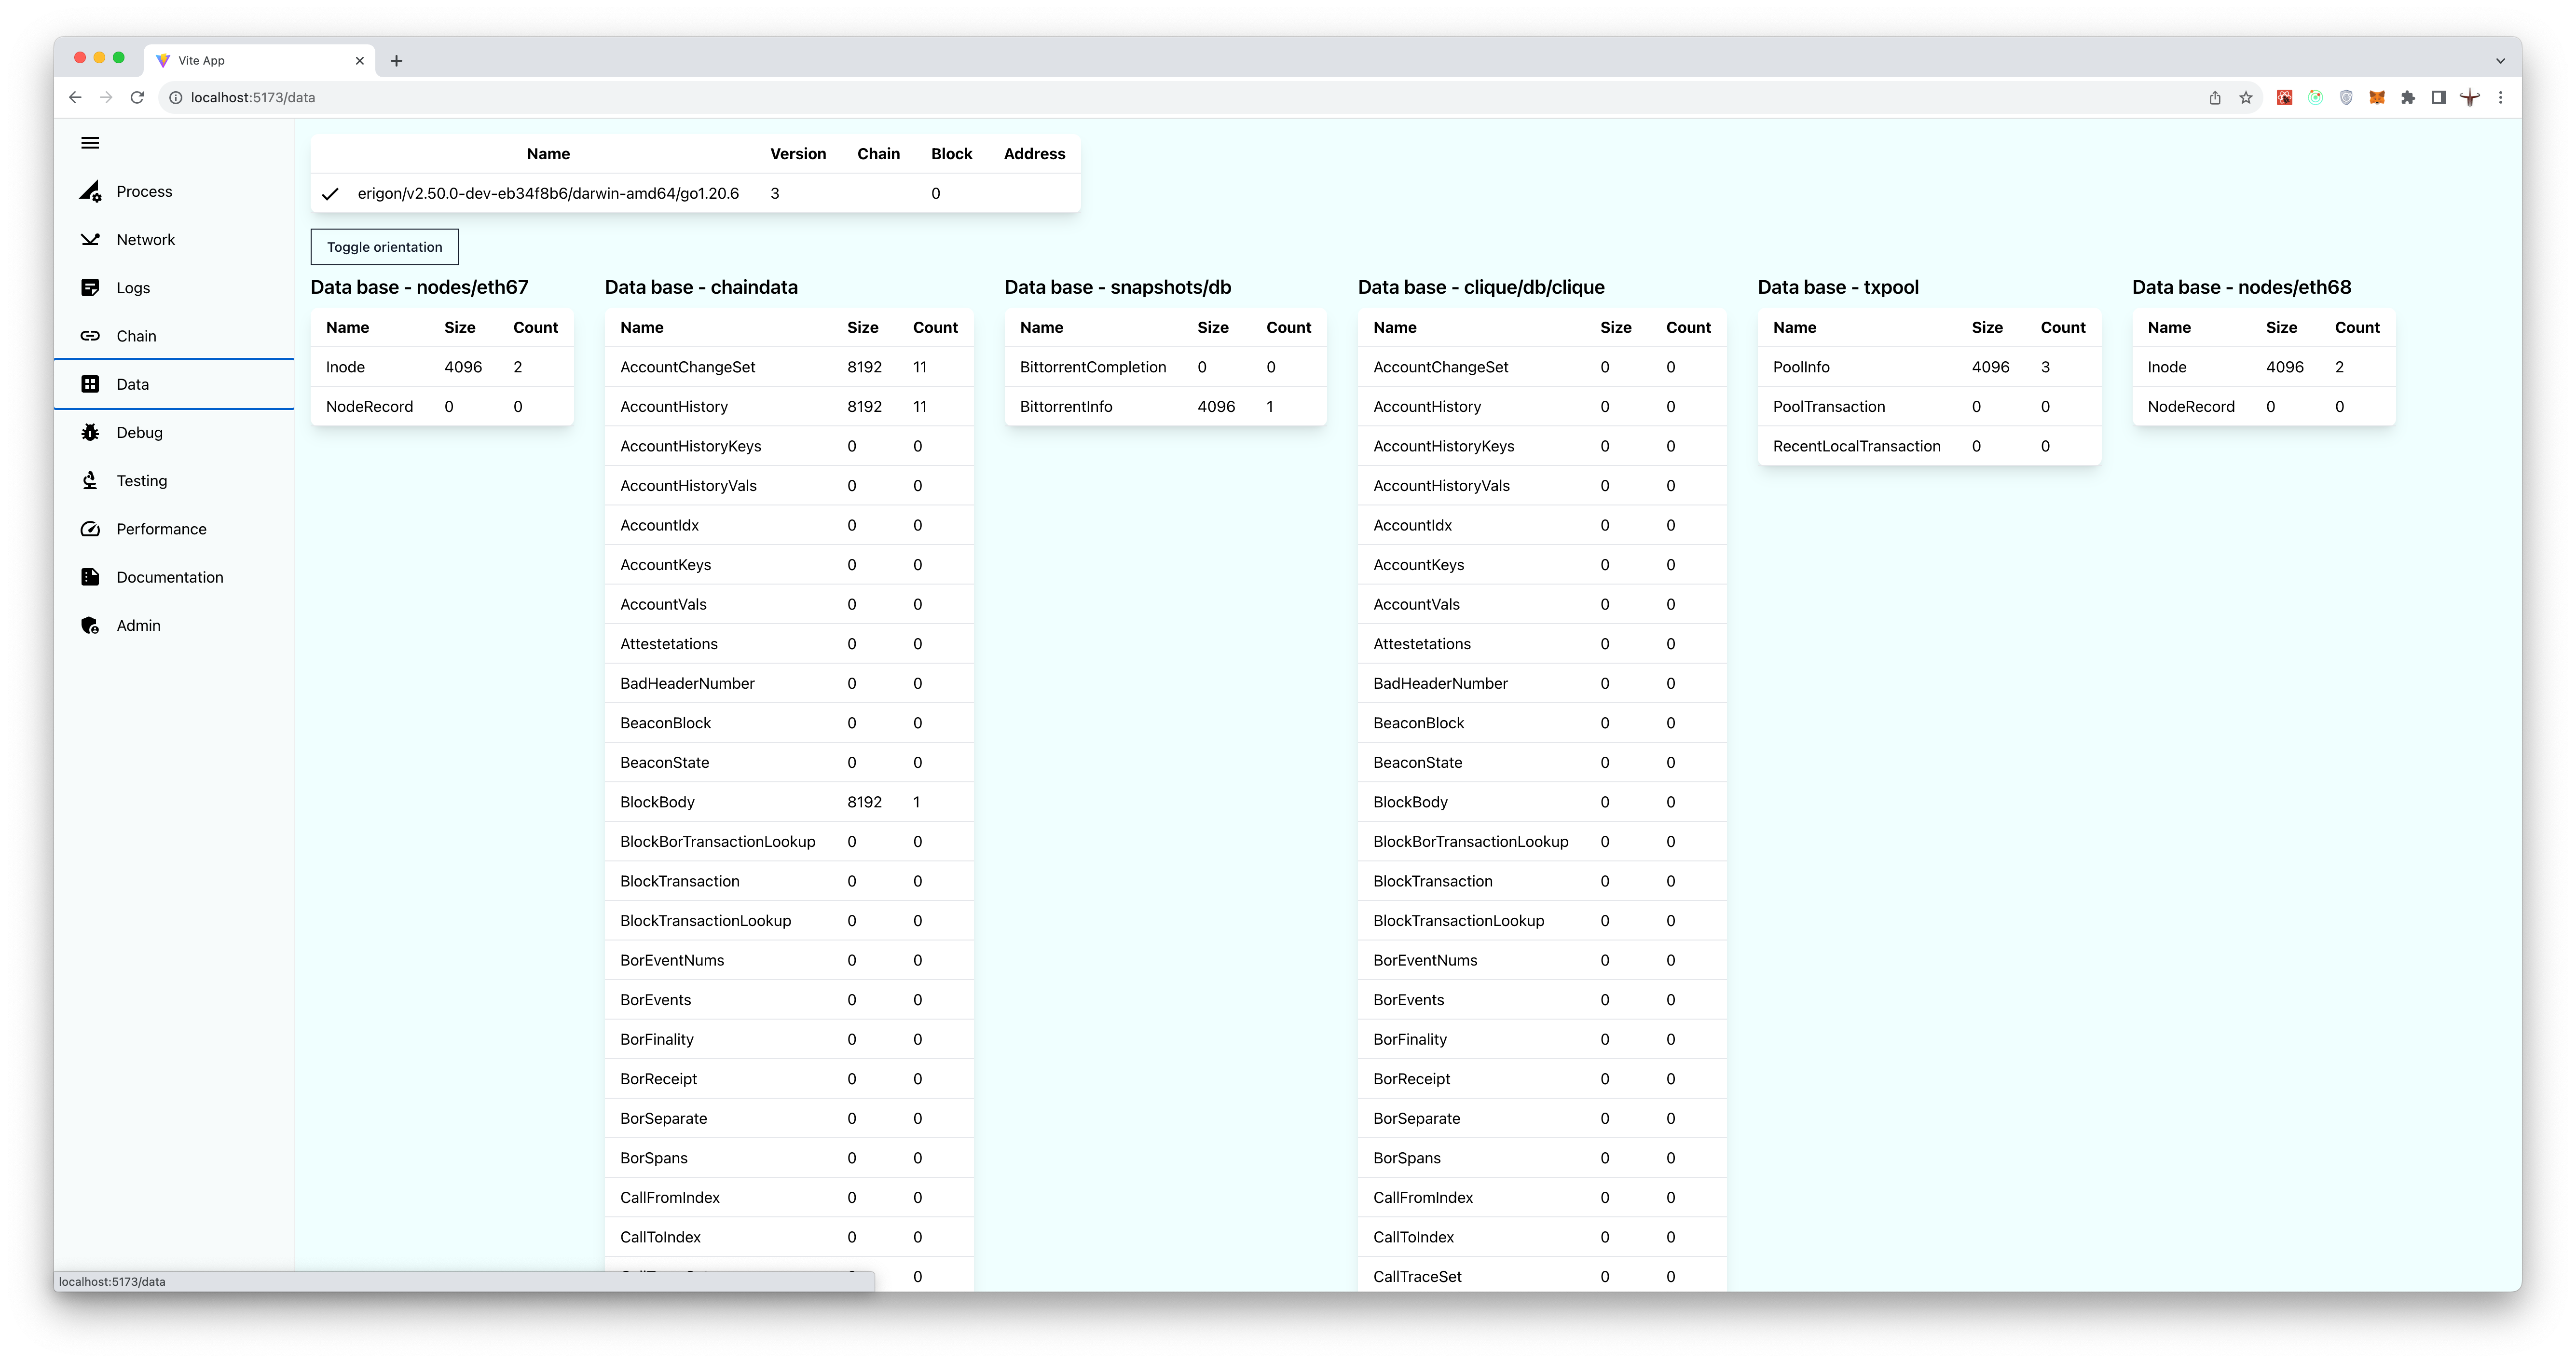 Vite App
localhost:5173/data
Process
Network
Logs
Chain
Data
Debug
Testing
Performance
Documentation
Admin
Name Version Chain Block Address
erigon/v2.50.0-dev-eb34f8b6/darwin-amd64/go1.20.6 3 0
Toggle orientation
Data base - nodes/eth67
Name Size Count
Inode 4096 2
NodeRecord 0 0
Data base - chaindata
Name Size Count
AccountChangeSet 8192 11
AccountHistory 8192 11
AccountHistoryKeys 0 0
AccountHistoryVals 0 0
AccountIdx 0 0
AccountKeys 0 0
AccountVals 0 0
Attestetations 0 0
BadHeaderNumber 0 0
BeaconBlock 0 0
BeaconState 0 0
BlockBody 8192 1
BlockBorTransactionLookup 0 0
BlockTransaction 0 0
BlockTransactionLookup 0 0
BorEventNums 0 0
BorEvents 0 0
BorFinality 0 0
BorReceipt 0 0
BorSeparate 0 0
BorSpans 0 0
CallFromIndex 0 0
CallToIndex 0 0
0
Data base - snapshots/db
Name Size Count
BittorrentCompletion 0 0
BittorrentInfo 4096 1
Data base - clique/db/clique
Name Size Count
AccountChangeSet 0 0
AccountHistory 0 0
AccountHistoryKeys 0 0
AccountHistoryVals 0 0
AccountIdx 0 0
AccountKeys 0 0
AccountVals 0 0
Attestetations 0 0
BadHeaderNumber 0 0
BeaconBlock 0 0
BeaconState 0 0
BlockBody 0 0
BlockBorTransactionLookup 0 0
BlockTransaction 0 0
BlockTransactionLookup 0 0
BorEventNums 0 0
BorEvents 0 0
BorFinality 0 0
BorReceipt 0 0
BorSeparate 0 0
BorSpans 0 0
CallFromIndex 0 0
CallToIndex 0 0
CallTraceSet 0 0
Data base - txpool
Name Size Count
PoolInfo 4096 3
PoolTransaction 0 0
RecentLocalTransaction 0 0
Data base - nodes/eth68
Name Size Count
Inode 4096 2
NodeRecord 0 0
localhost:5173/data